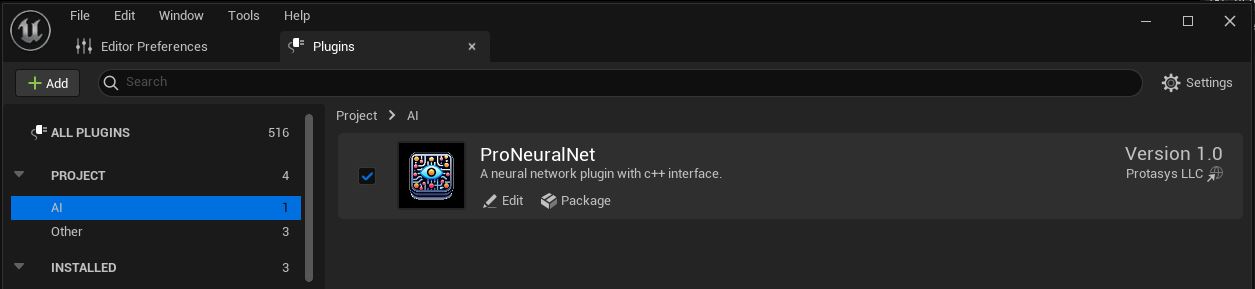 File Edit Window Tools Help
Editor Preferences Plugins
Add Search Settings
ALL PLUGINS 516
PROJECT 4
AI 1
Other 3
INSTALLED 3
Project > AI
ProNeuralNet
A neural network plugin with c++ interface.
Edit Package
Version 1.0
Protasys LLC